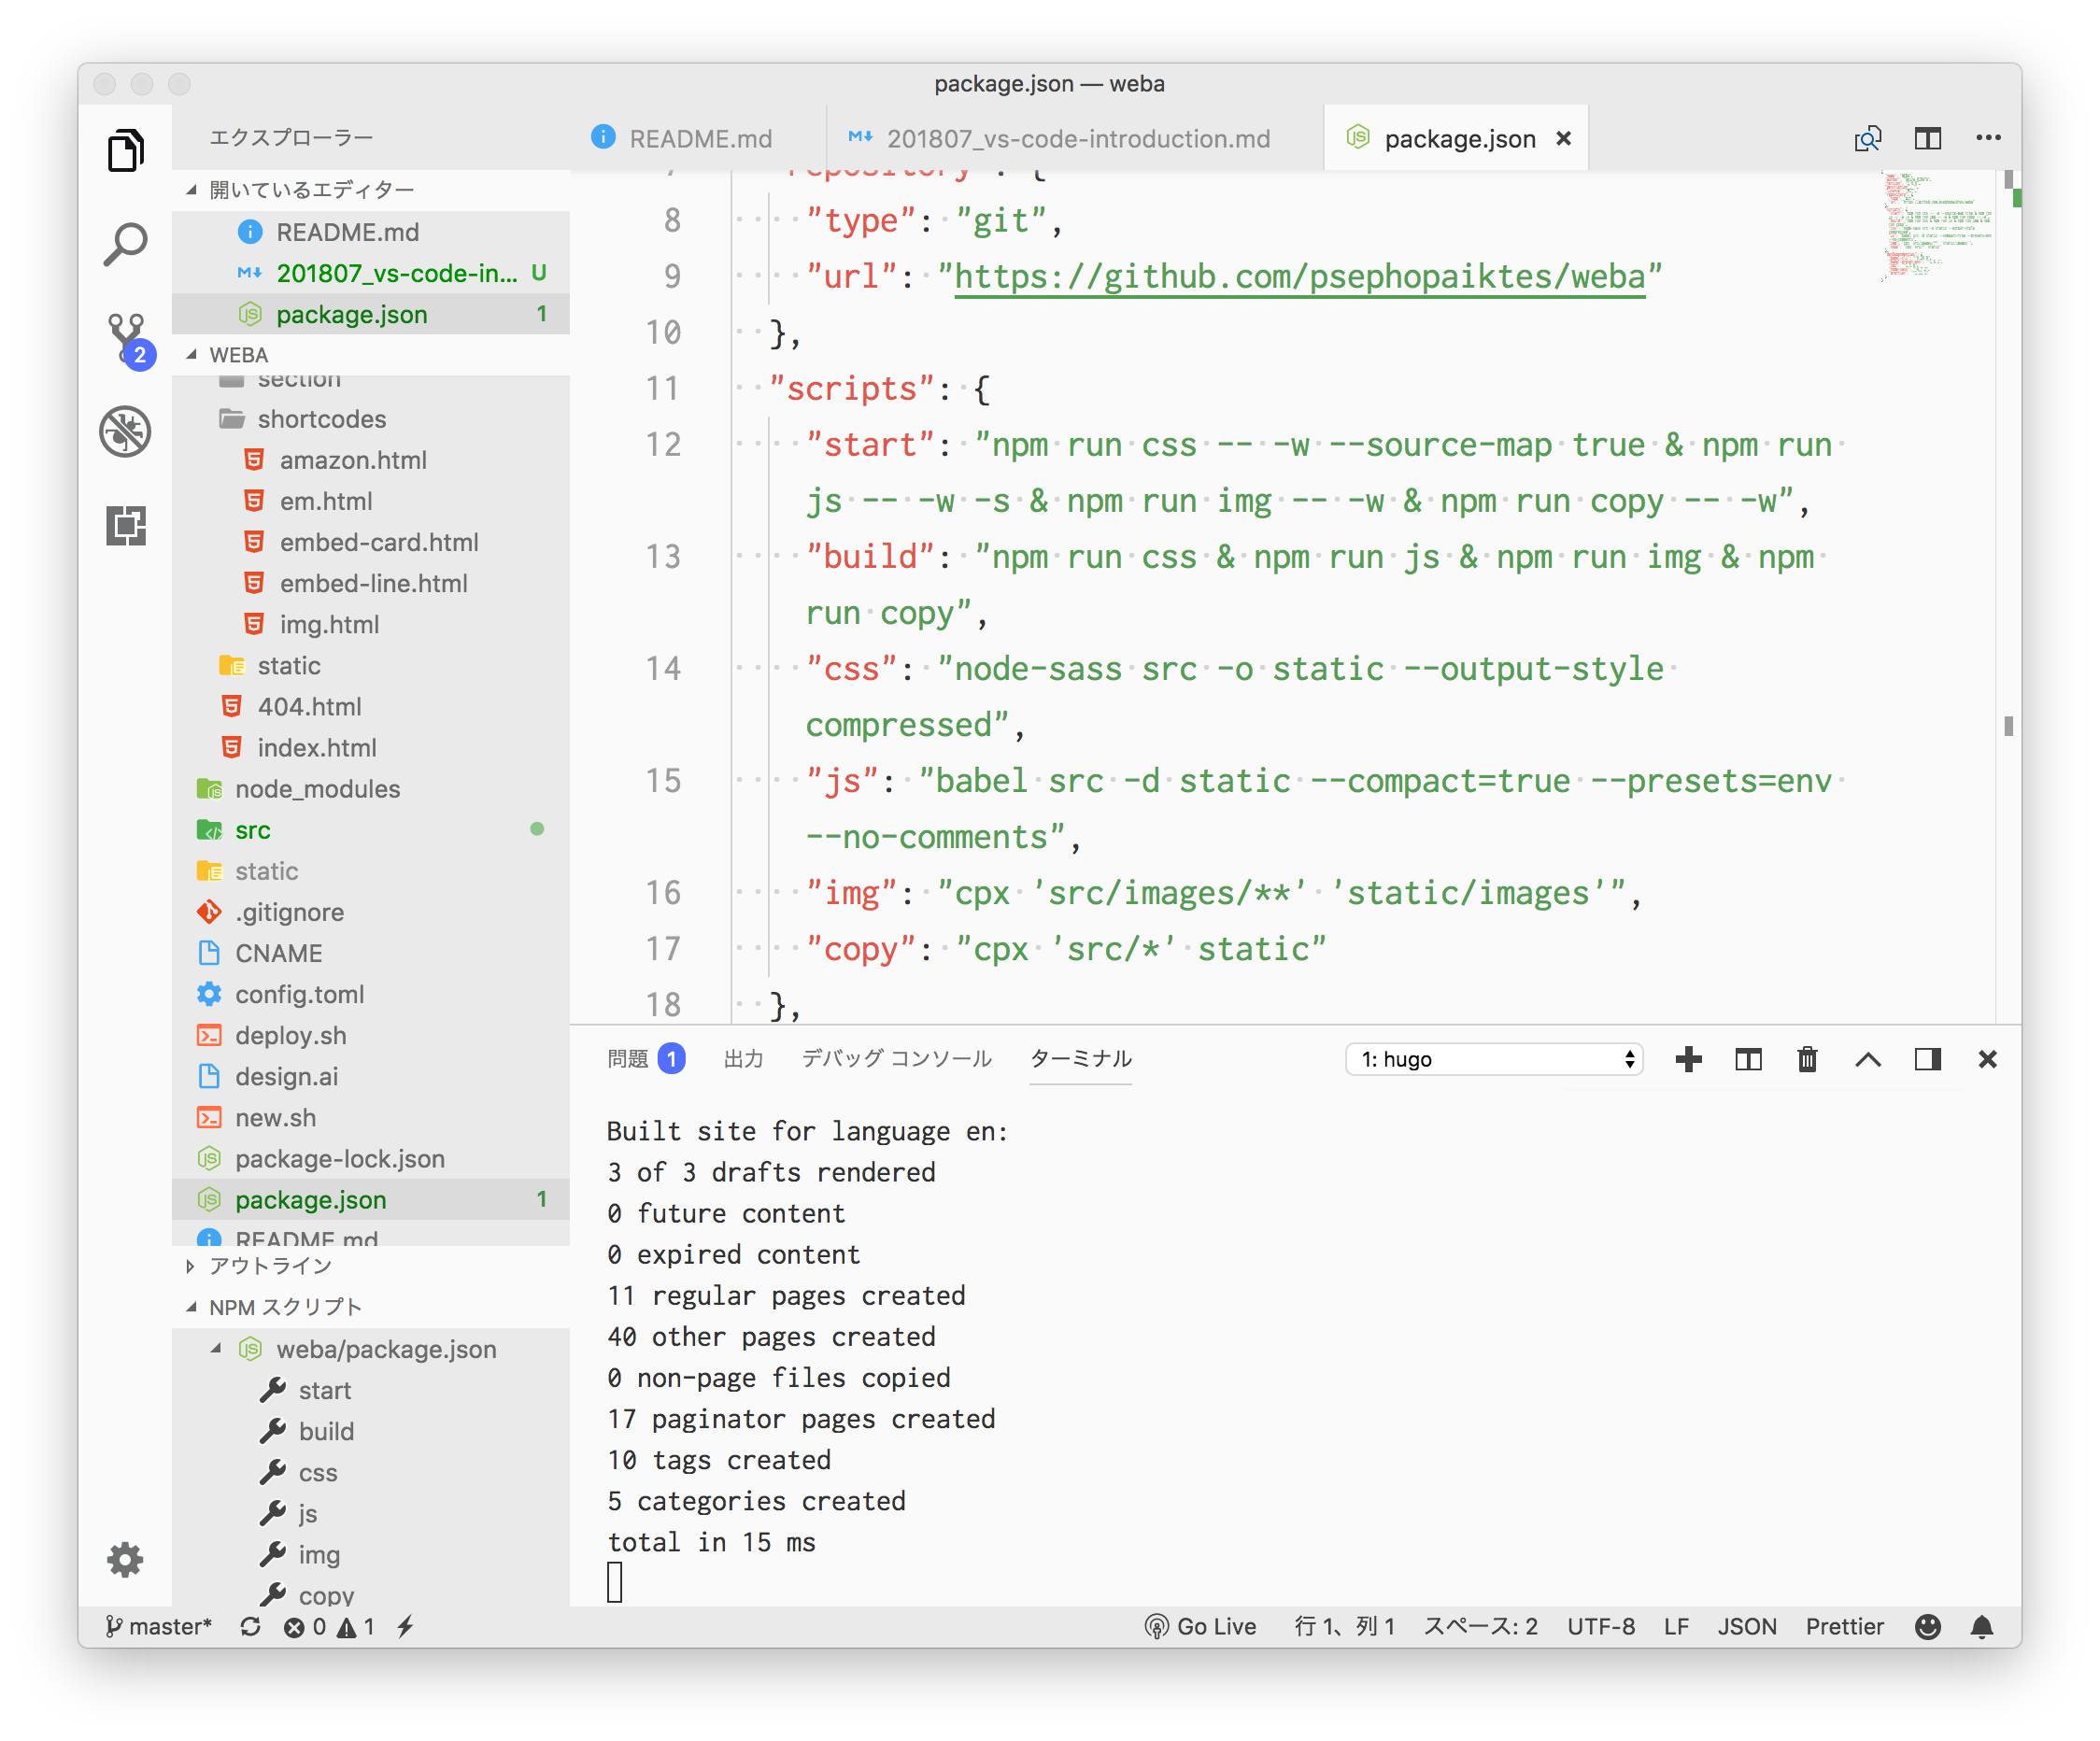 package.json — weba
エクスプローラー
README.md
201807_vs-code-introduction.md
package.json
開いているエディター
README.md
201807_vs-code-in... U
package.json 1
2
WEBA
section
shortcodes
amazon.html
em.html
embed-card.html
embed-line.html
img.html
static
404.html
index.html
node_modules
src
static
.gitignore
CNAME
config.toml
deploy.sh
design.ai
new.sh
package-lock.json
package.json 1
README.md
アウトライン
NPM スクリプト
weba/package.json
start
build
css
js
img
copy
7 "repository": {
8 "type": "git",
9 "url": "https://github.com/psephopaiktes/weba"
10 },
11 "scripts": {
12 "start": "npm run css -- -w --source-map true & npm run
js -- -w -s & npm run img -- -w & npm run copy -- -w",
13 "build": "npm run css & npm run js & npm run img & npm
run copy",
14 "css": "node-sass src -o static --output-style
compressed",
15 "js": "babel src -d static --compact=true --presets=env
--no-comments",
16 "img": "cpx 'src/images/**' 'static/images'",
17 "copy": "cpx 'src/*' static"
18 },
問題 1 出力 デバッグ コンソール ターミナル 1: hugo
Built site for language en:
3 of 3 drafts rendered
0 future content
0 expired content
11 regular pages created
40 other pages created
0 non-page files copied
17 paginator pages created
10 tags created
5 categories created
total in 15 ms
master* 0 1 Go Live 行 1、列 1 スペース: 2 UTF-8 LF JSON Prettier